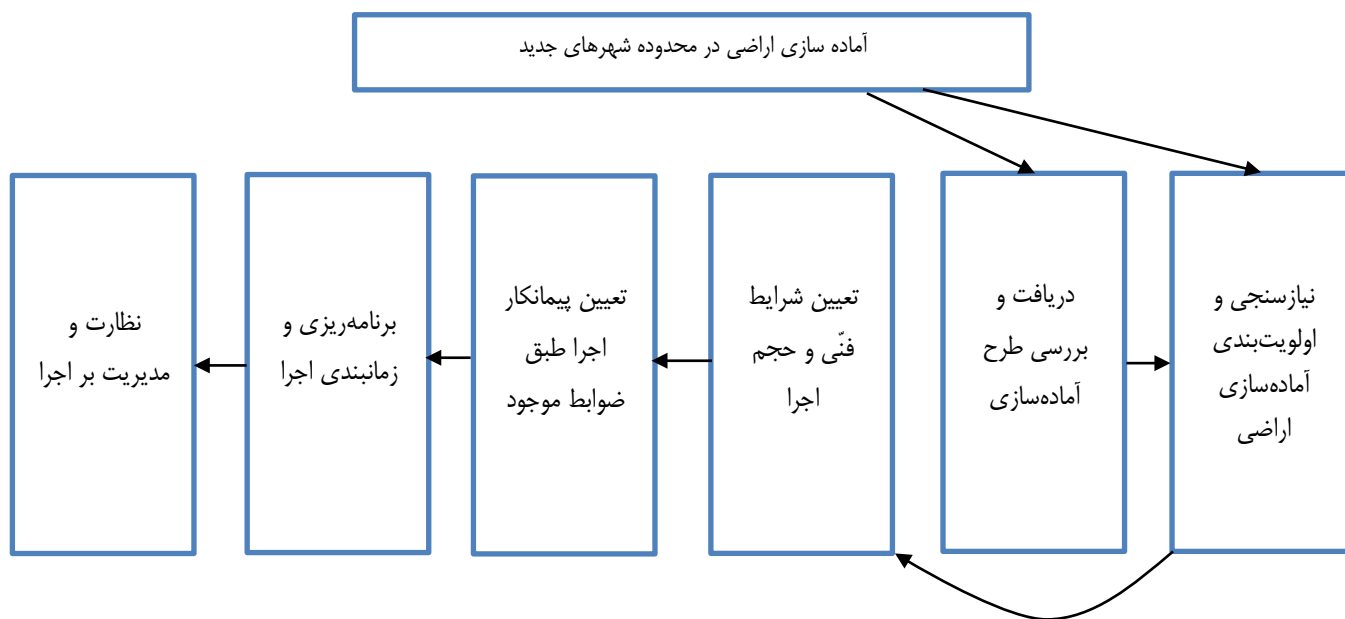 آماده سازی اراضی در محدوده شهرهای جدید
نیازسنجی و
اولویت‌بندی
آماده‌سازی
اراضی
دریافت و
بررسی طرح
آماده‌سازی
تعیین شرایط
فنّی و حجم
اجرا
تعیین پیمانکار
اجرا طبق
ضوابط موجود
برنامه‌ریزی و
زمانبندی اجرا
نظارت و
مدیریت بر اجرا